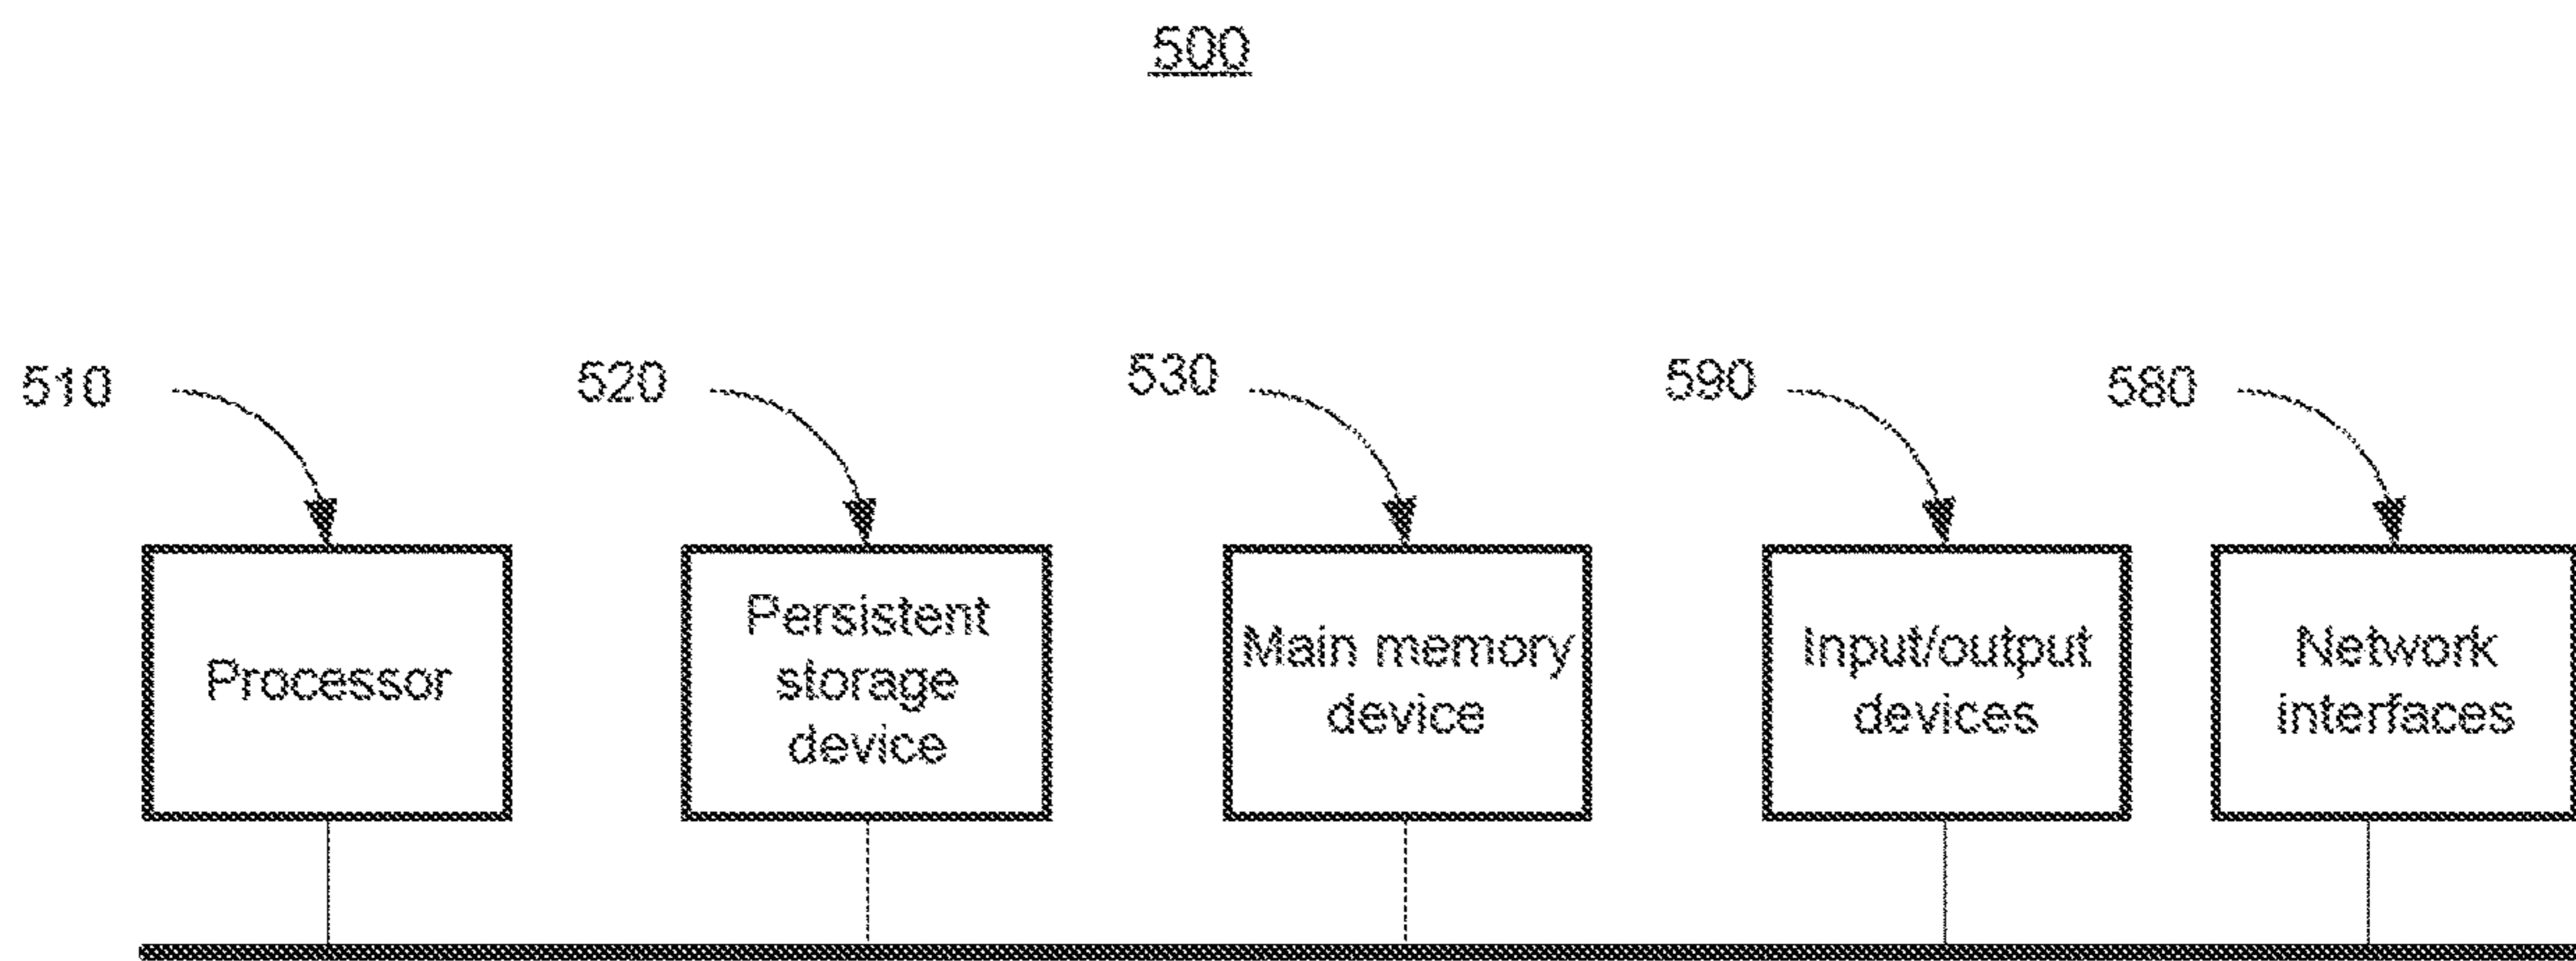 500
510
520
530
590
580
Processor
Persistent
storage
device
Main memory
device
Input/output
devices
Network
interfaces